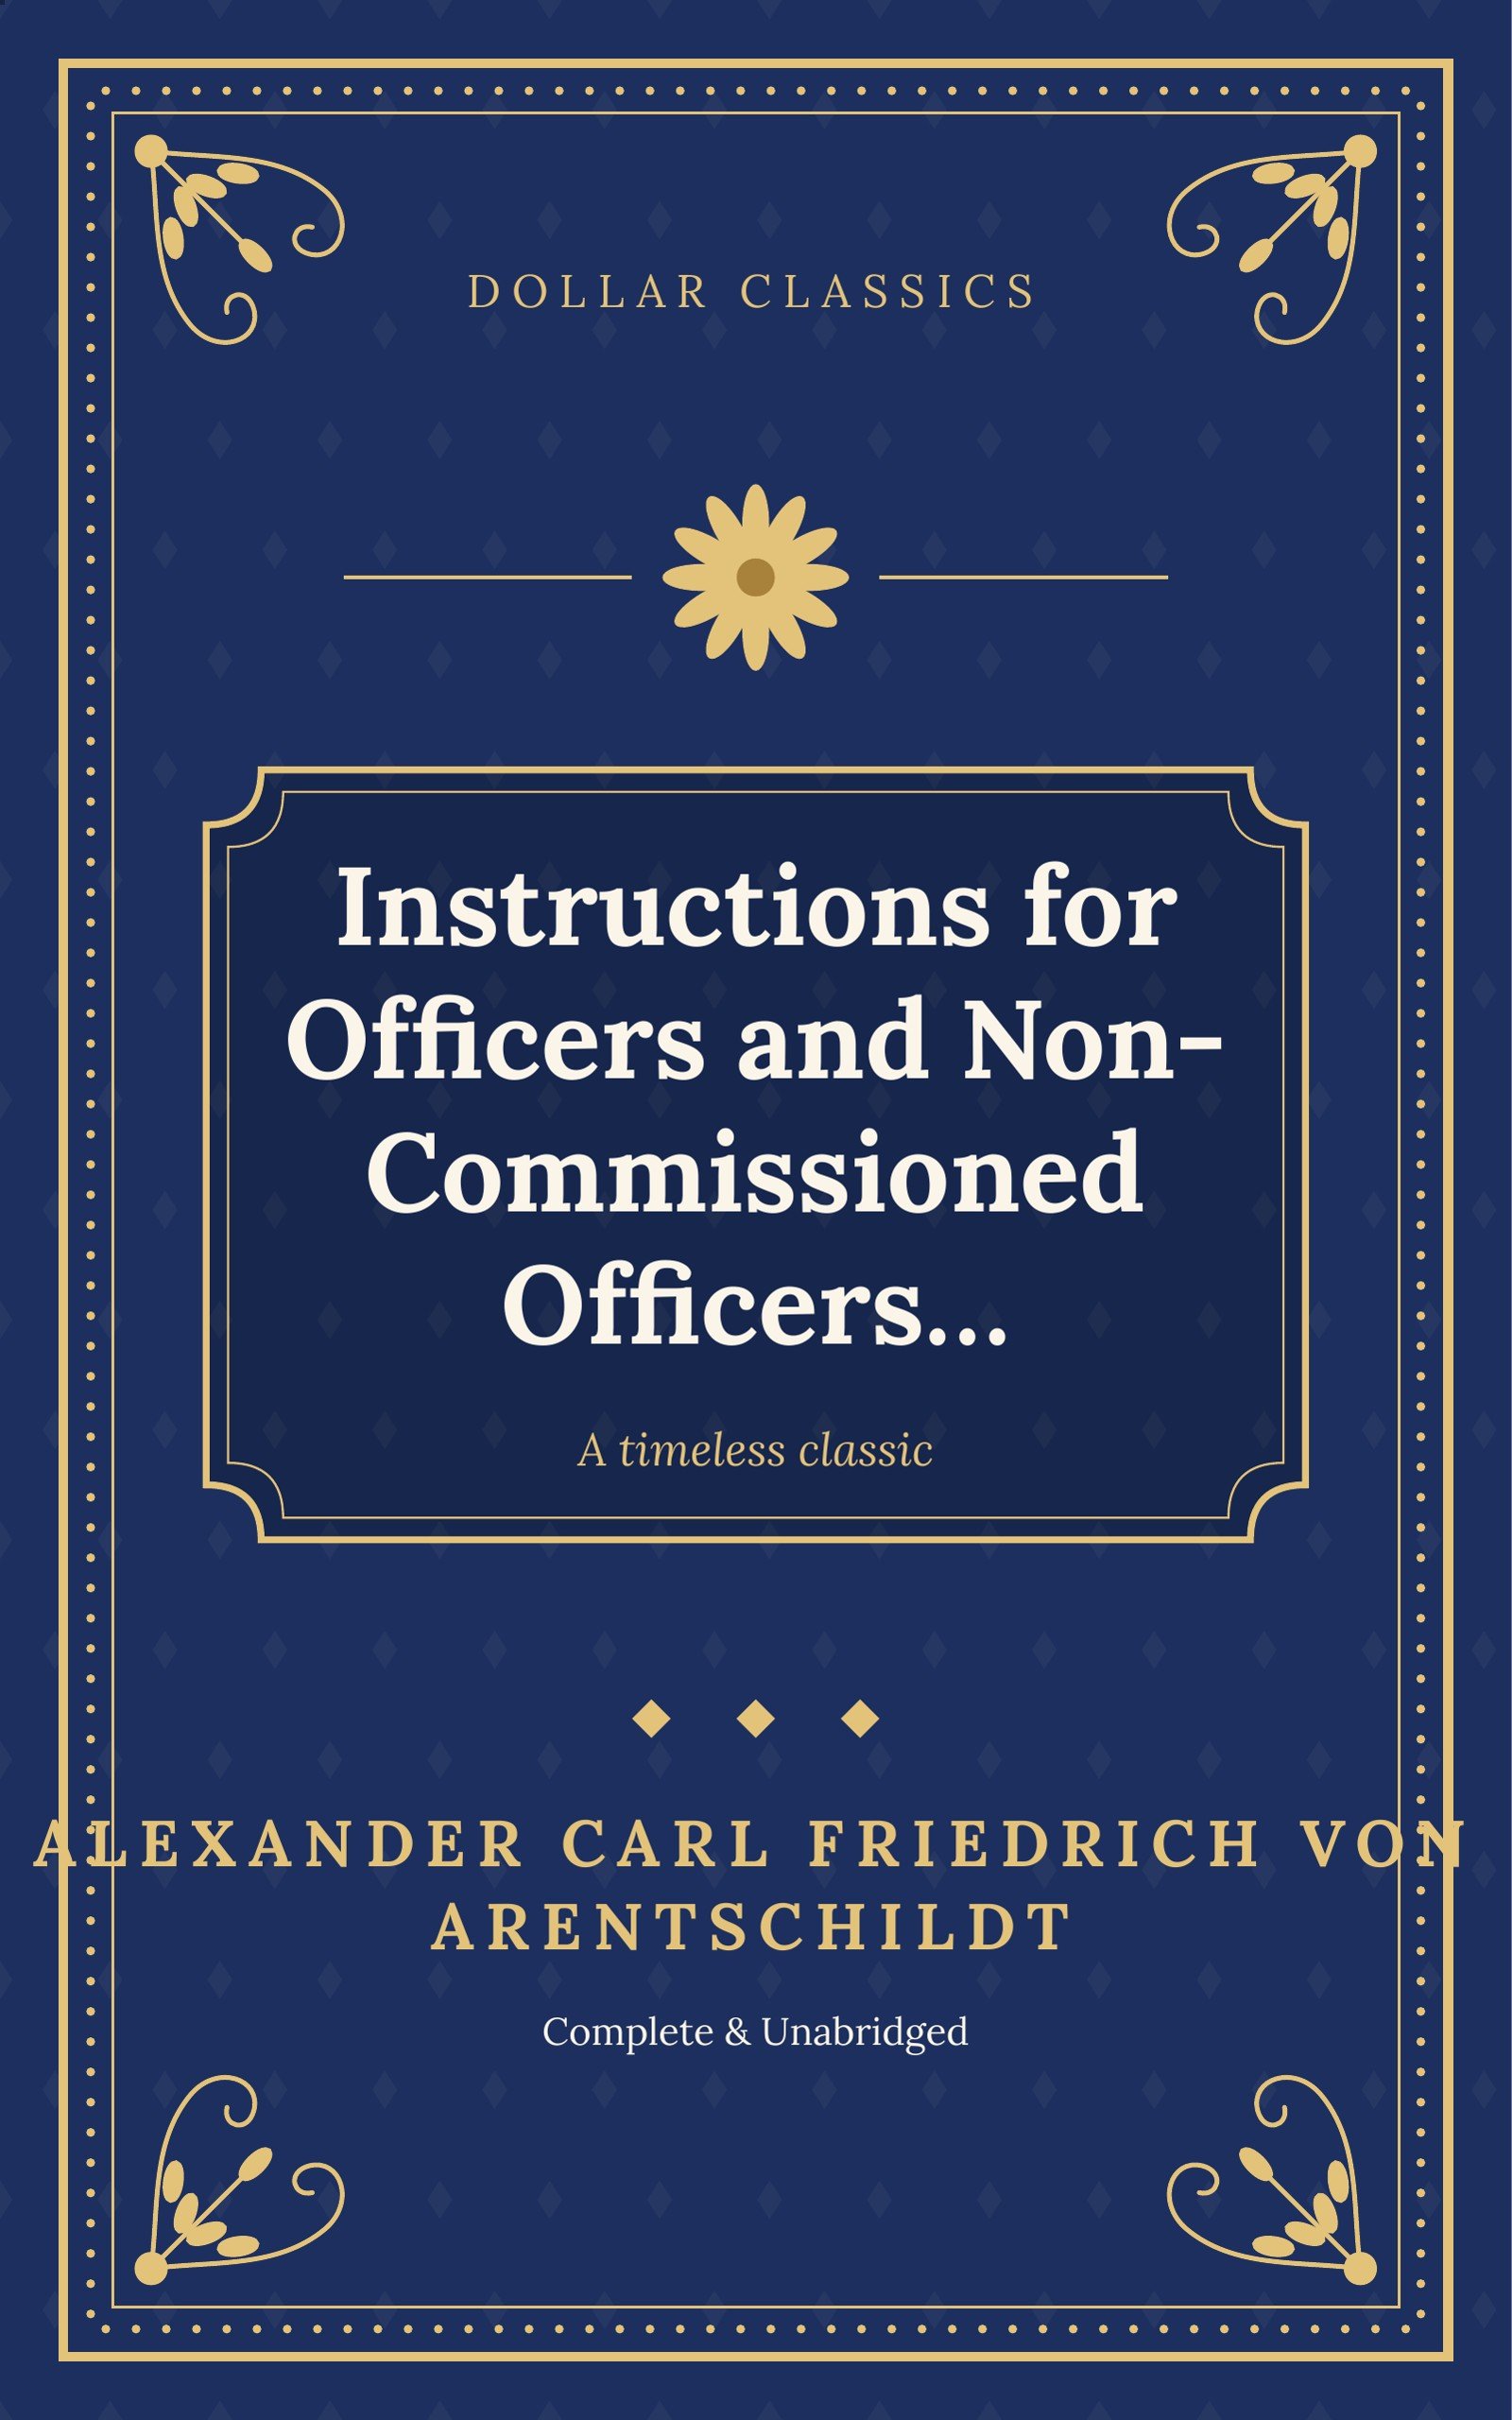 DOLLAR CLASSICS
Instructions for
Officers and Non-
Commissioned
Officers...
A timeless classic
ALEXANDER CARL FRIEDRICH VON
ARENTSCHILDT
Complete & Unabridged